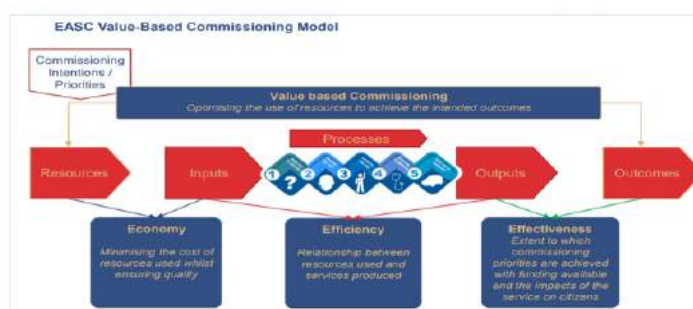 EASC Value-Based Commissioning Model
Commissioning
Intentions /
Priorities
Value based Commissioning
Optimising the use of resources to achieve the intended outcomes
Processes
Resources
Inputs
1
?
2
3
4
5
Outputs
Outcomes
Economy
Minimising the cost of
resources used whilst
ensuring quality
Efficiency
Relationship between
resources used and
services produced
Effectiveness
Extent to which
commissioning
priorities are achieved
with funding available
and the impacts of the
service on citizens